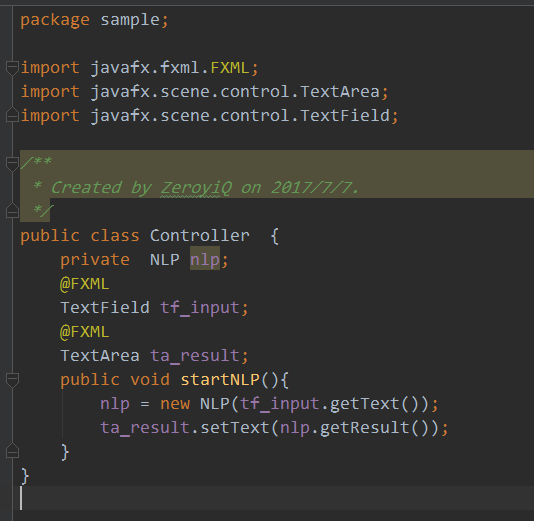 package sample;
import javafx.fxml.FXML;
import javafx.scene.control.TextArea;
import javafx.scene.control.TextField;
/**
 * Created by ZeroyiQ on 2017/7/7.
 */
public class Controller  {
    private  NLP nlp;
    @FXML
    TextField tf_input;
    @FXML
    TextArea ta_result;
    public void startNLP(){
        nlp = new NLP(tf_input.getText());
        ta_result.setText(nlp.getResult());
    }
}